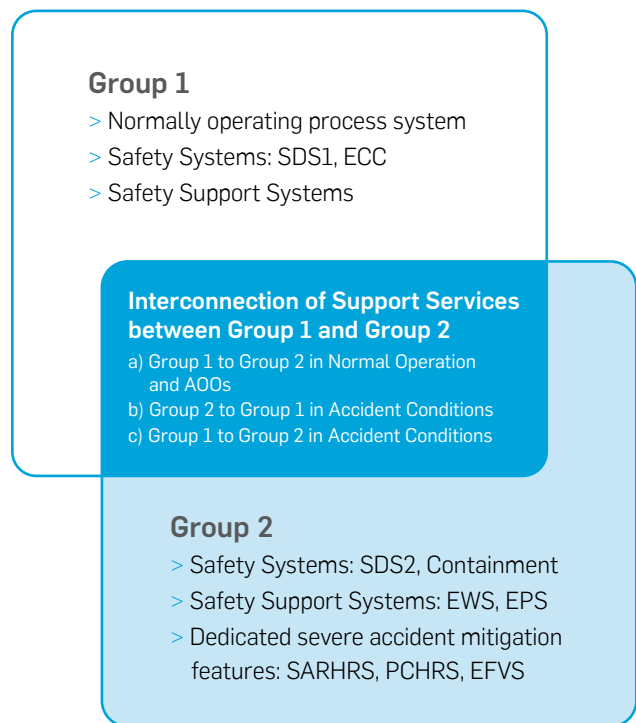 Group 1
> Normally operating process system
> Safety Systems: SDS1, ECC
> Safety Support Systems
Interconnection of Support Services
between Group 1 and Group 2
a) Group 1 to Group 2 in Normal Operation
and AOOs
b) Group 2 to Group 1 in Accident Conditions
c) Group 1 to Group 2 in Accident Conditions
Group 2
> Safety Systems: SDS2, Containment
> Safety Support Systems: EWS, EPS
> Dedicated severe accident mitigation
features: SARHRS, PCHRS, EFVS